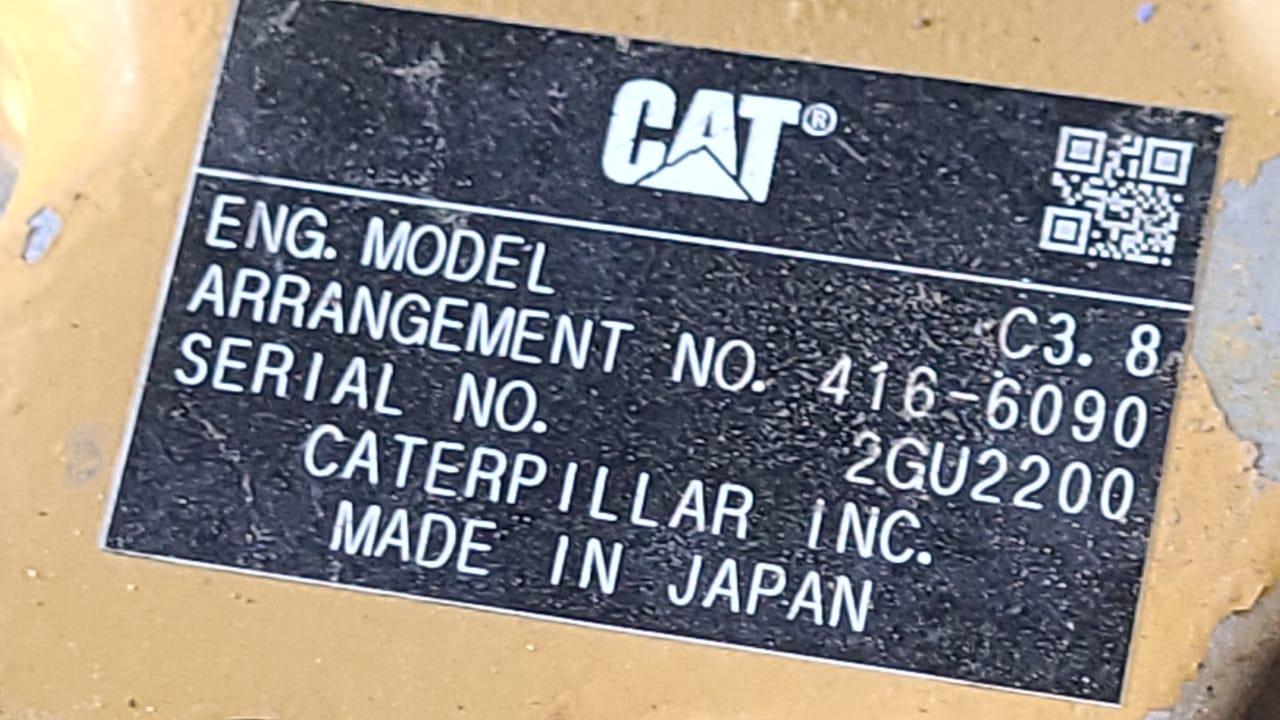 CAT®
ENG. MODEL C3.8
ARRANGEMENT NO. 416-6090
SERIAL NO. 2GU2200
CATERPILLAR INC.
MADE IN JAPAN